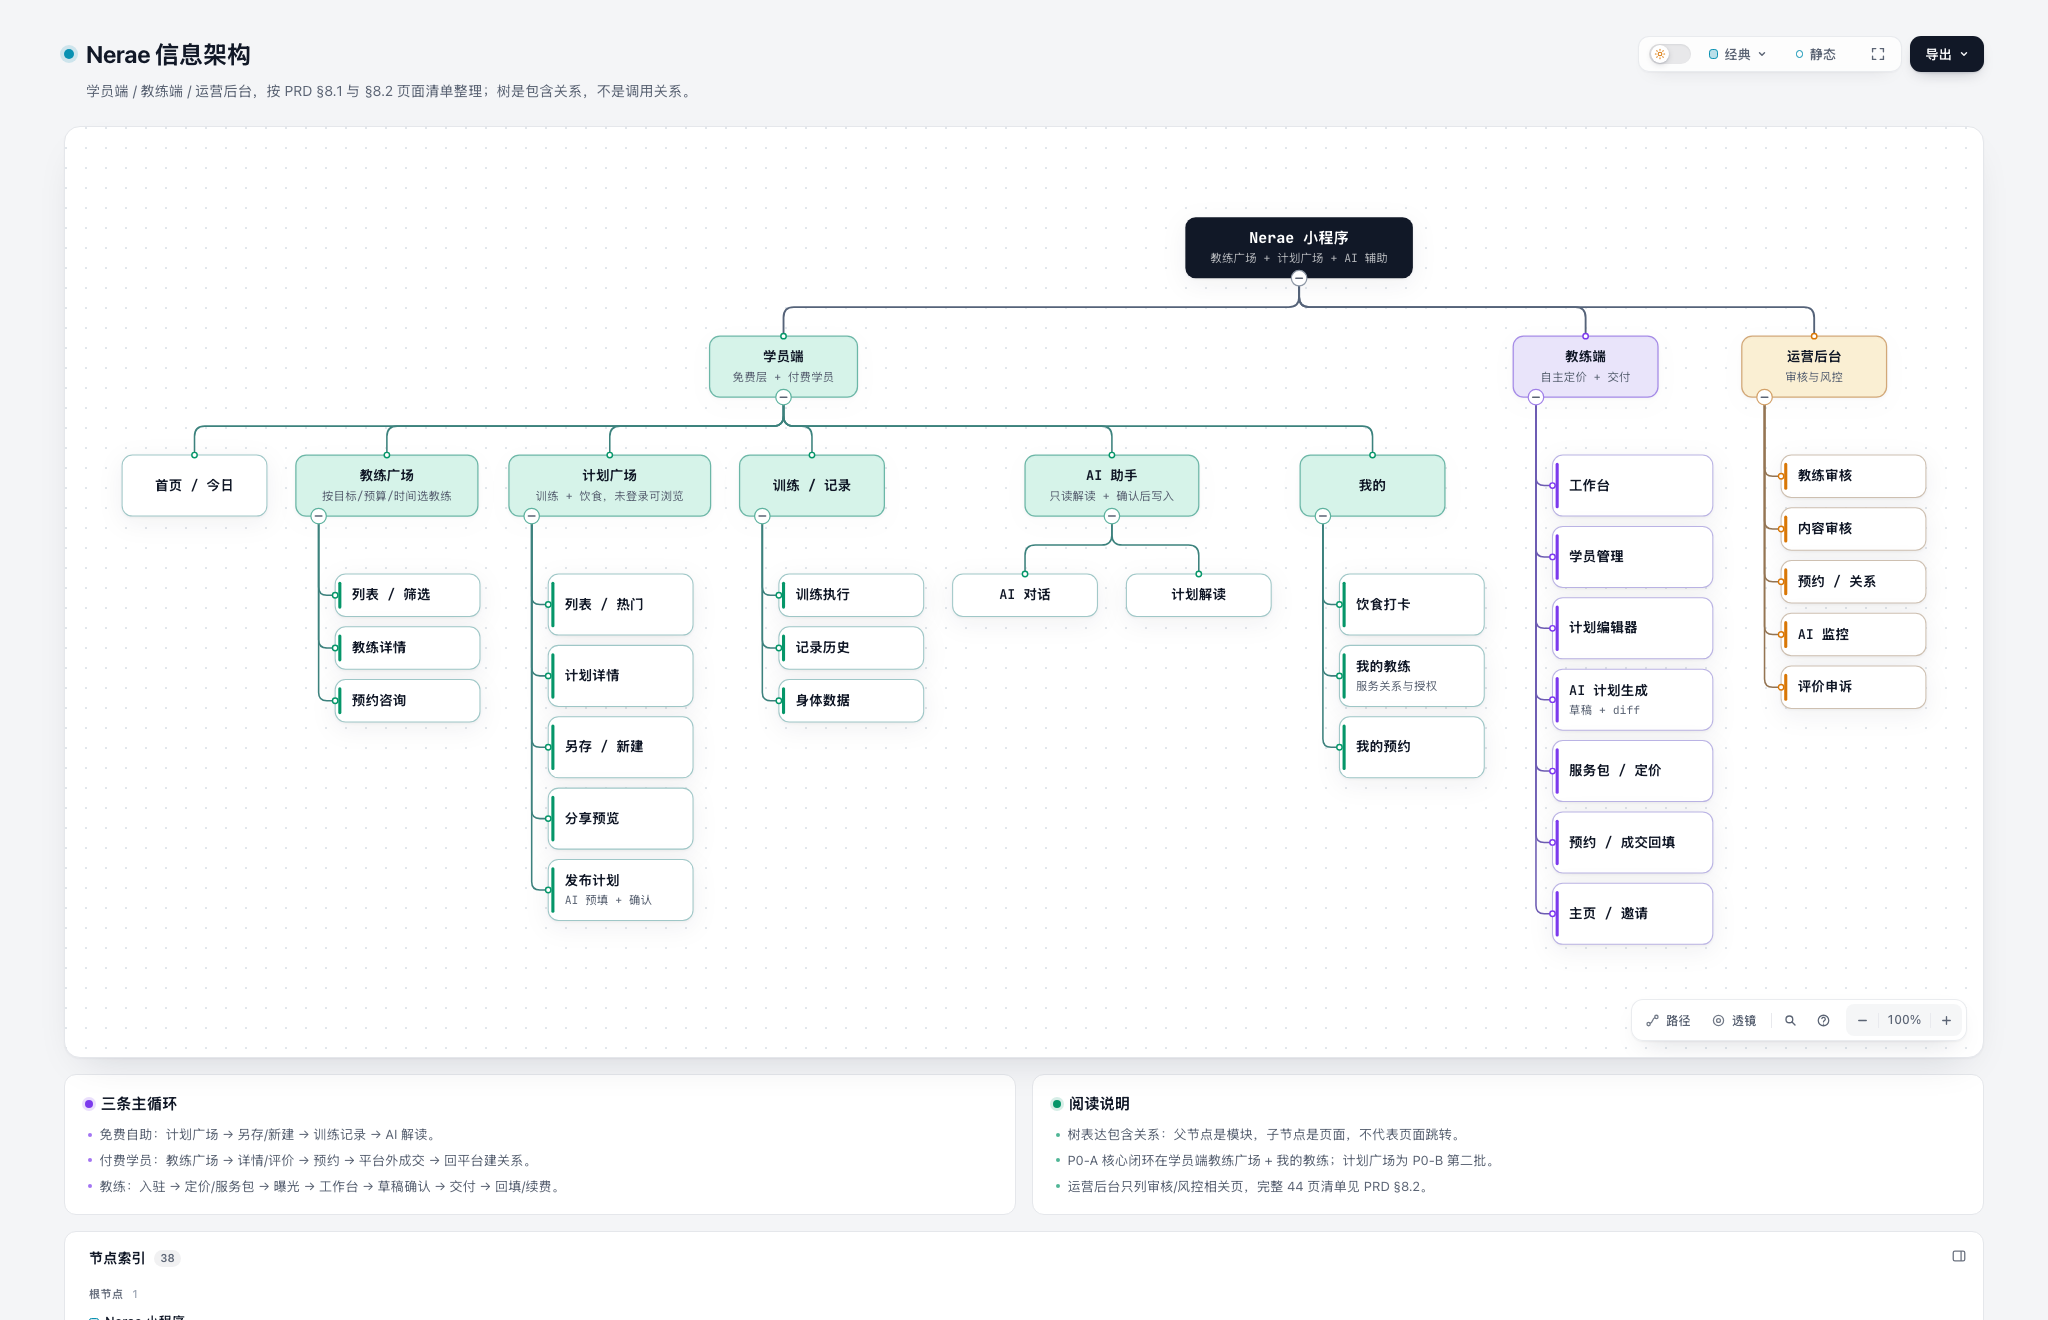 Nerae 信息架构
学员端 / 教练端 / 运营后台，按 PRD §8.1 与 §8.2 页面清单整理；树是包含关系，不是调用关系。
经典
静态
导出
Nerae 小程序
教练广场 + 计划广场 + AI 辅助
学员端
免费层 + 付费学员
教练端
自主定价 + 交付
运营后台
审核与风控
首页 / 今日
教练广场
按目标/预算/时间选教练
计划广场
训练 + 饮食，未登录可浏览
训练 / 记录
AI 助手
只读解读 + 确认后写入
我的
列表 / 筛选
教练详情
预约咨询
列表 / 热门
计划详情
另存 / 新建
分享预览
发布计划
AI 预填 + 确认
训练执行
记录历史
身体数据
AI 对话
计划解读
饮食打卡
我的教练
服务关系与授权
我的预约
工作台
学员管理
计划编辑器
AI 计划生成
草稿 + diff
服务包 / 定价
预约 / 成交回填
主页 / 邀请
教练审核
内容审核
预约 / 关系
AI 监控
评价申诉
路径
透镜
100%
三条主循环
免费自助：计划广场 → 另存/新建 → 训练记录 → AI 解读。
付费学员：教练广场 → 详情/评价 → 预约 → 平台外成交 → 回平台建关系。
教练：入驻 → 定价/服务包 → 曝光 → 工作台 → 草稿确认 → 交付 → 回填/续费。
阅读说明
树表达包含关系：父节点是模块，子节点是页面，不代表页面跳转。
P0-A 核心闭环在学员端教练广场 + 我的教练；计划广场为 P0-B 第二批。
运营后台只列审核/风控相关页，完整 44 页清单见 PRD §8.2。
节点索引 38
根节点 1
Nerae 小程序